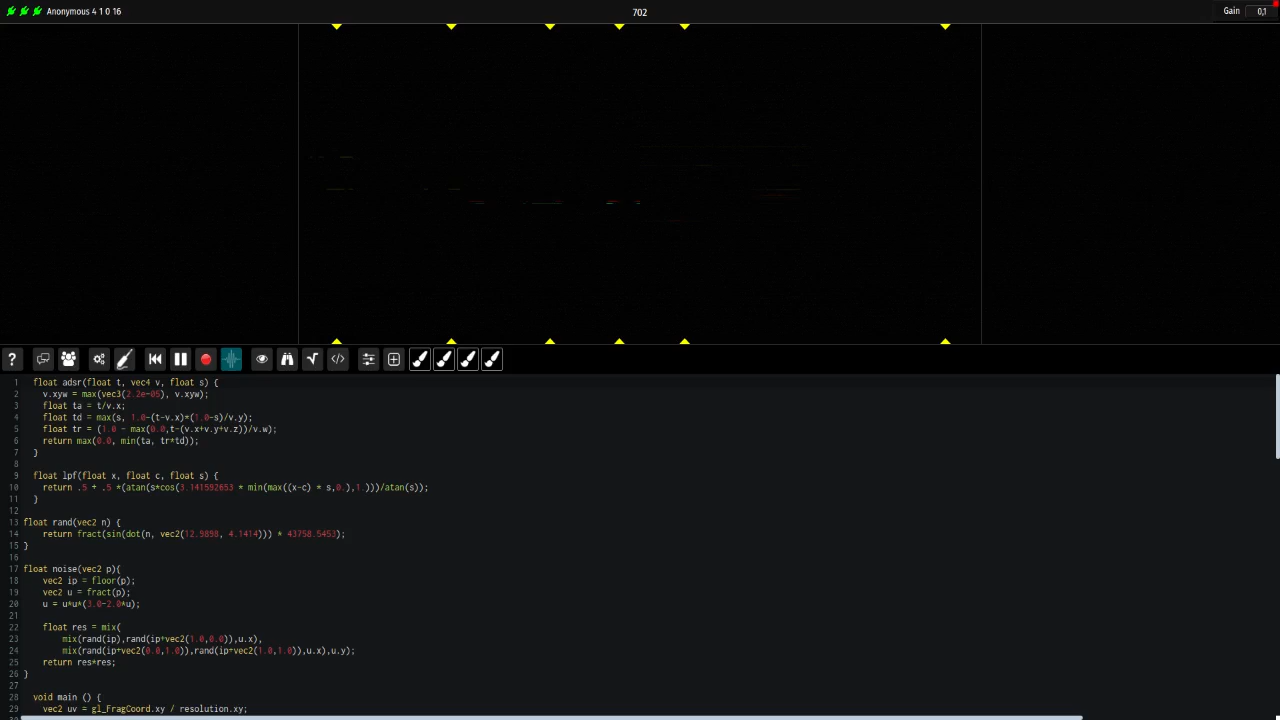 Anonymous 4 1 0 16
702
Gain 0,1
1 float adsr(float t, vec4 v, float s) {
2 v.xyw = max(vec3(2.2e-05), v.xyw);
3 float ta = t/v.x;
4 float td = max(s, 1.0-(t-v.x)*(1.0-s)/v.y);
5 float tr = (1.0 - max(0.0,t-(v.x+v.y+v.z))/v.w);
6 return max(0.0, min(ta, tr*td));
7 }
8
9 float lpf(float x, float c, float s) {
10 return .5 + .5 *(atan(s*cos(3.141592653 * min(max((x-c) * s,0.),1.)))/atan(s));
11 }
12
13 float rand(vec2 n) {
14 return fract(sin(dot(n, vec2(12.9898, 4.1414))) * 43758.5453);
15 }
16
17 float noise(vec2 p){
18 vec2 ip = floor(p);
19 vec2 u = fract(p);
20 u = u*u*(3.0-2.0*u);
21
22 float res = mix(
23 mix(rand(ip),rand(ip+vec2(1.0,0.0)),u.x),
24 mix(rand(ip+vec2(0.0,1.0)),rand(ip+vec2(1.0,1.0)),u.x),u.y);
25 return res*res;
26 }
27
28 void main () {
29 vec2 uv = gl_FragCoord.xy / resolution.xy;